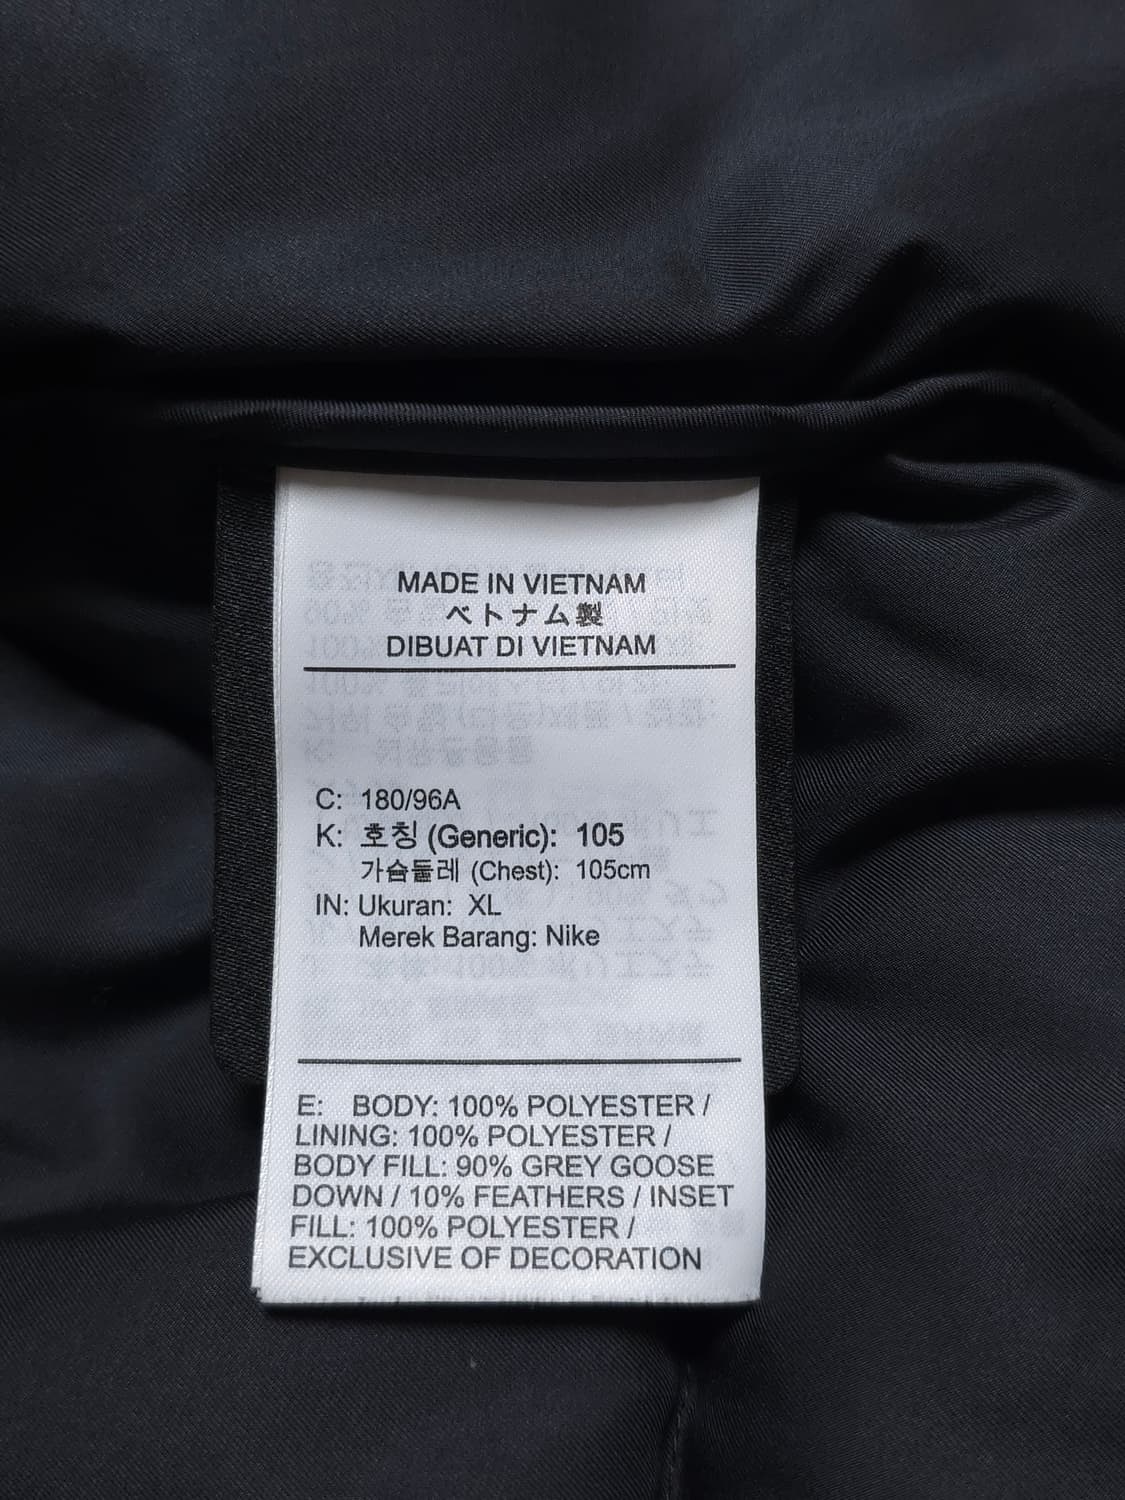 MADE IN VIETNAM
ベトナム製
DIBUAT DI VIETNAM
C: 180/96A
K: 호칭 (Generic): 105
가슴둘레 (Chest): 105cm
IN: Ukuran: XL
Merek Barang: Nike
E: BODY: 100% POLYESTER /
LINING: 100% POLYESTER /
BODY FILL: 90% GREY GOOSE
DOWN / 10% FEATHERS / INSET
FILL: 100% POLYESTER /
EXCLUSIVE OF DECORATION